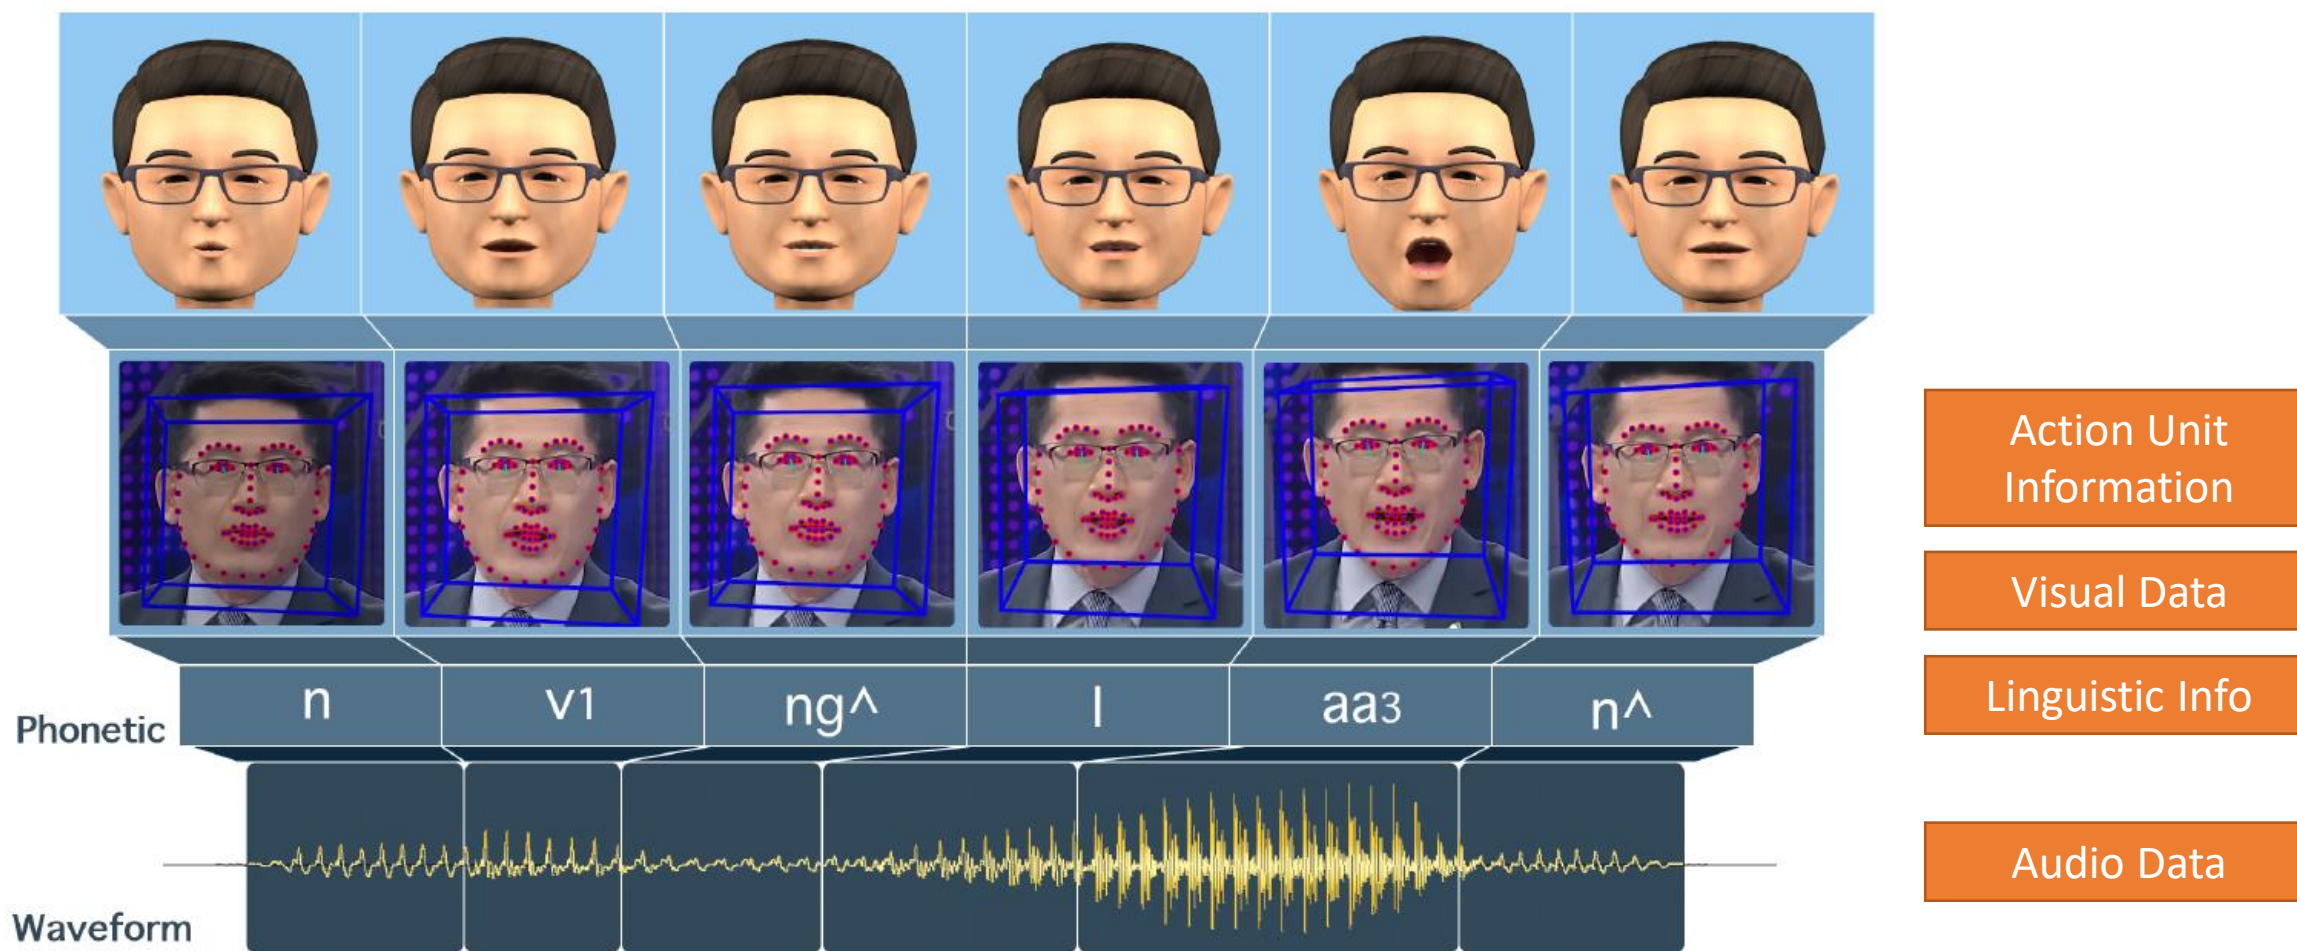 Action Unit
Information
Visual Data
Phonetic
n
v1
ng^
l
aa3
n^
Linguistic Info
Audio Data
Waveform